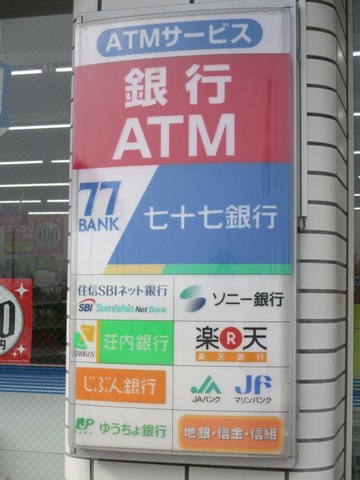 ATMサービス
銀行
ATM
77
BANK
七十七銀行
住信SBIネット銀行
SBI Sumishin Net Bank
ソニー銀行
SHONAI
荘内銀行
楽R天
楽天銀行
じぶん銀行
JA
JAバンク
JF
マリンバンク
JP
ゆうちょ銀行
地銀・信金・信組
100
円